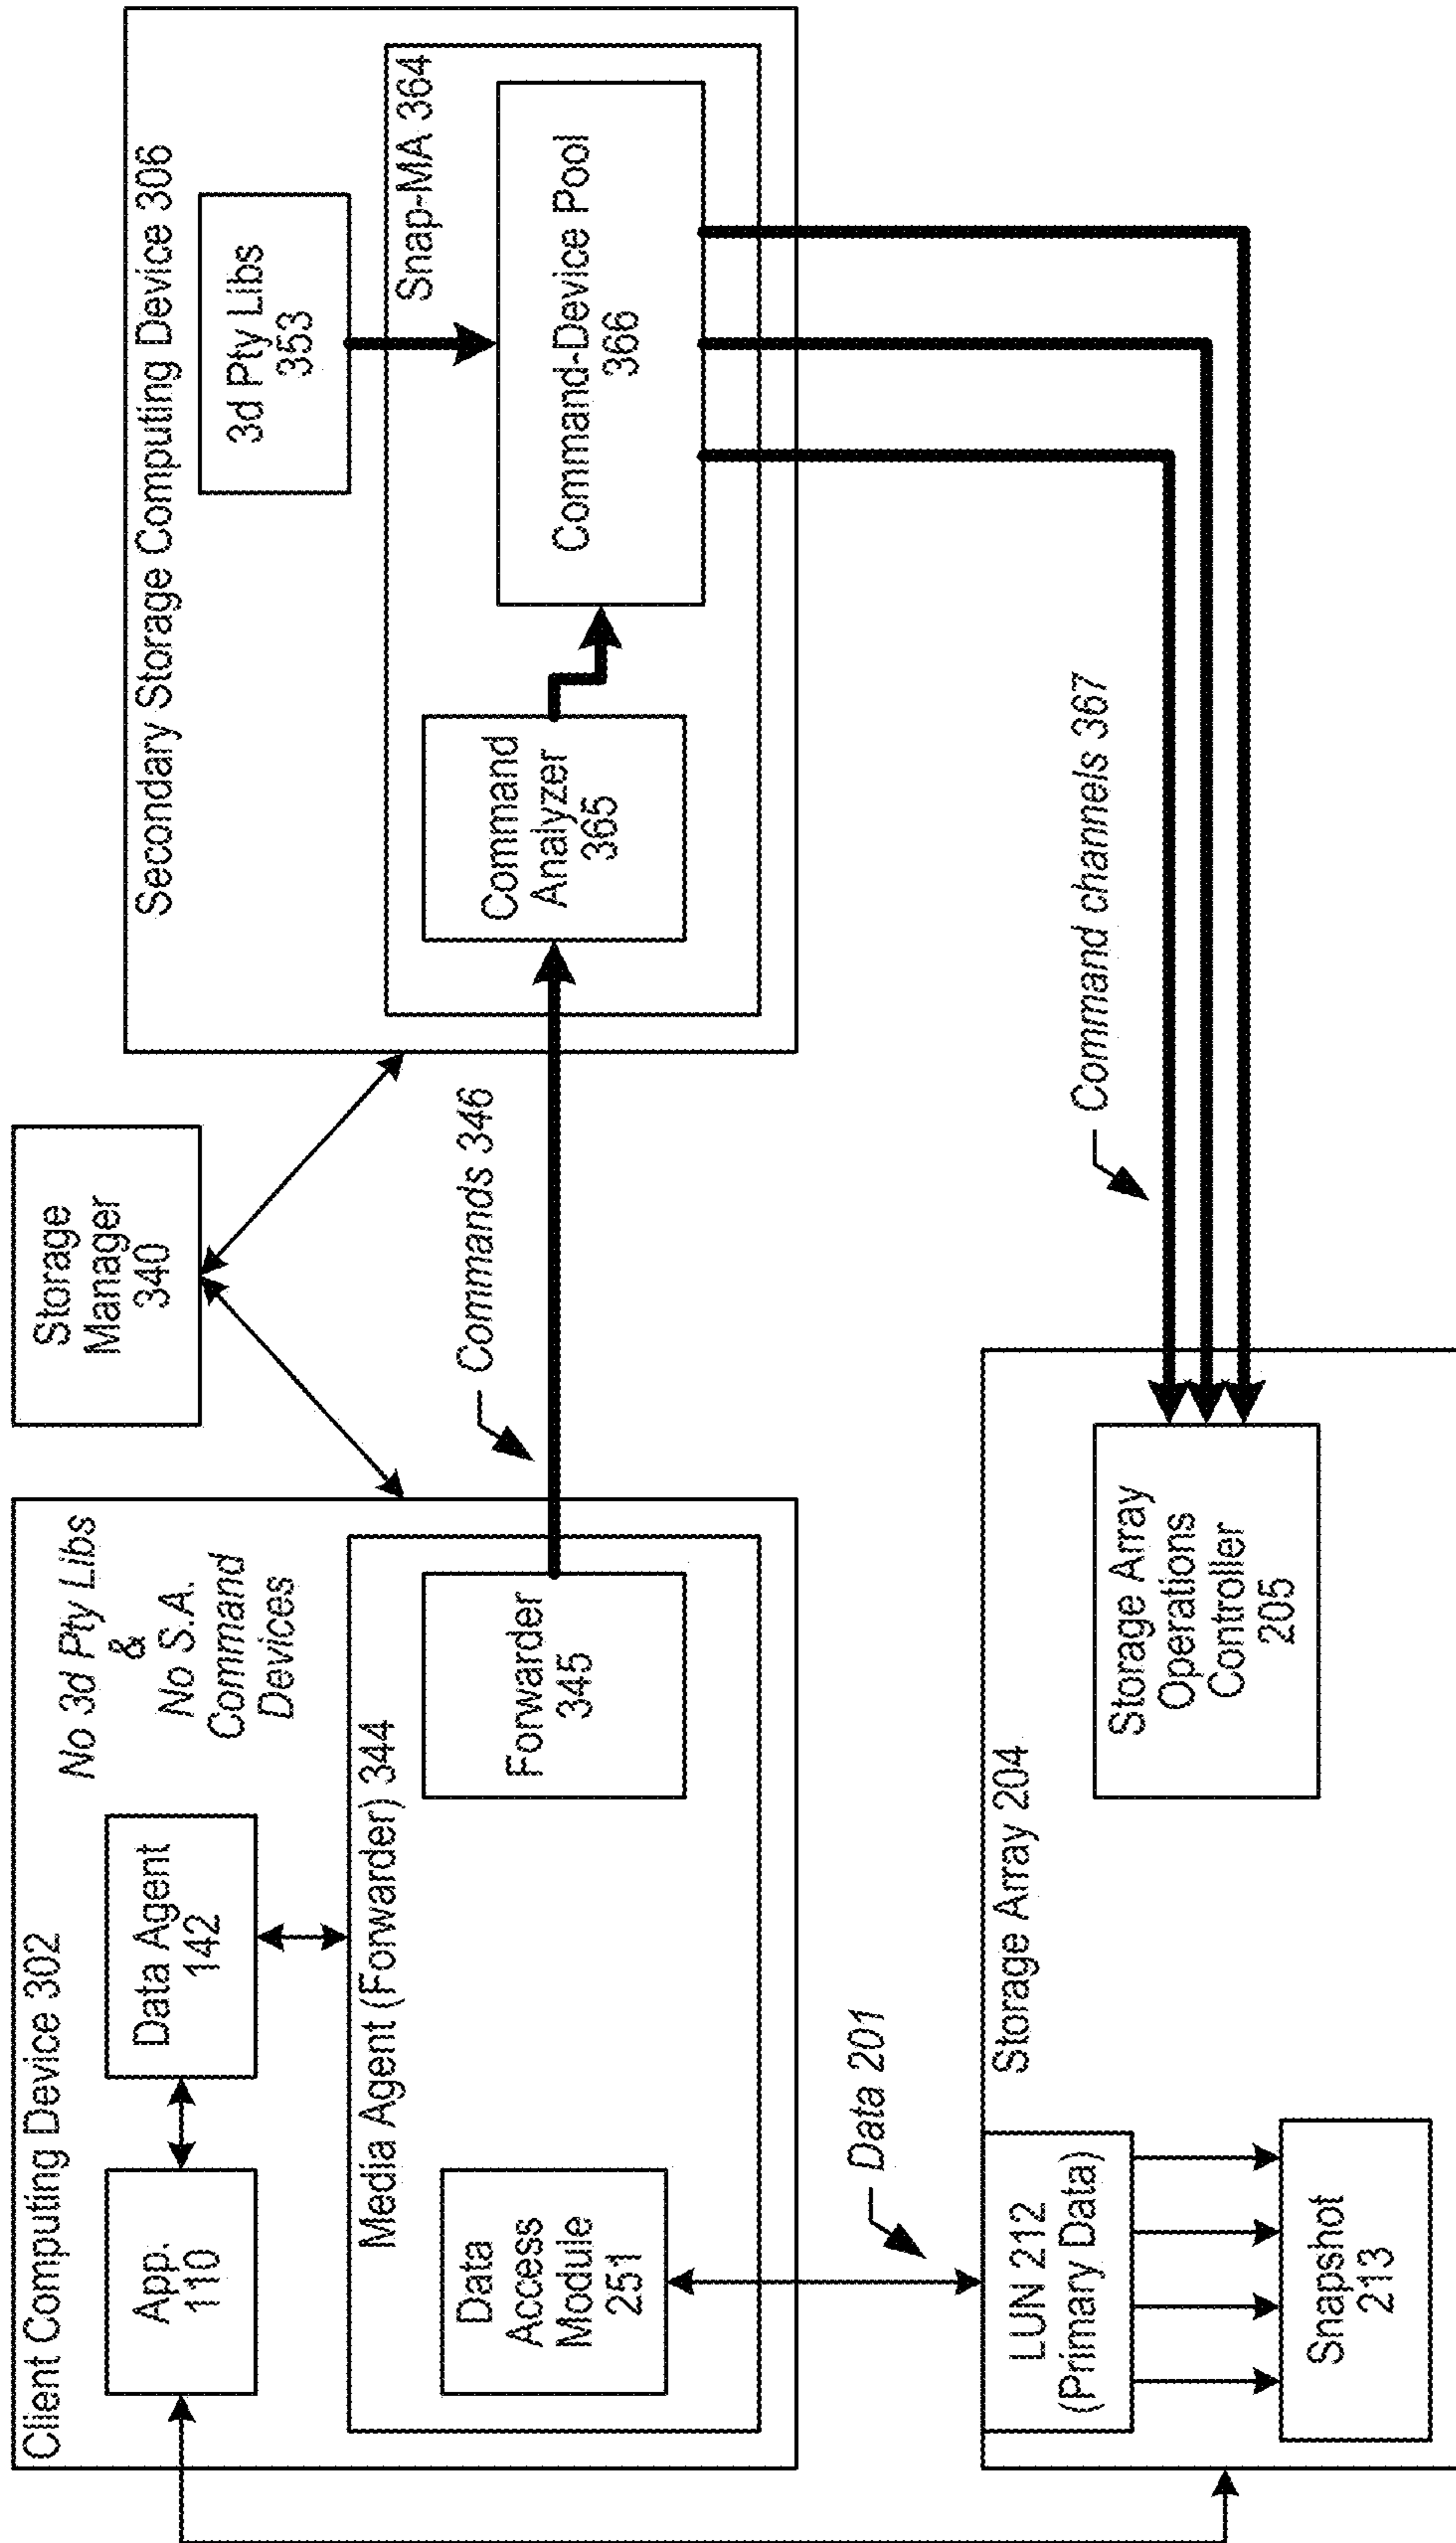 Client Computing Device 302
App.
110
Data Agent
142
No 3d Pty Libs
&
No S.A.
Command
Devices
Media Agent (Forwarder) 344
Data
Access
Module
251
Forwarder
345
Storage
Manager
340
Commands 346
Secondary Storage Computing Device 306
3d Pty Libs
353
Snap-MA 364
Command
Analyzer
365
Command-Device Pool
366
Data 201
Command channels 367
Storage Array 204
LUN 212
(Primary Data)
Snapshot
213
Storage Array
Operations
Controller
205